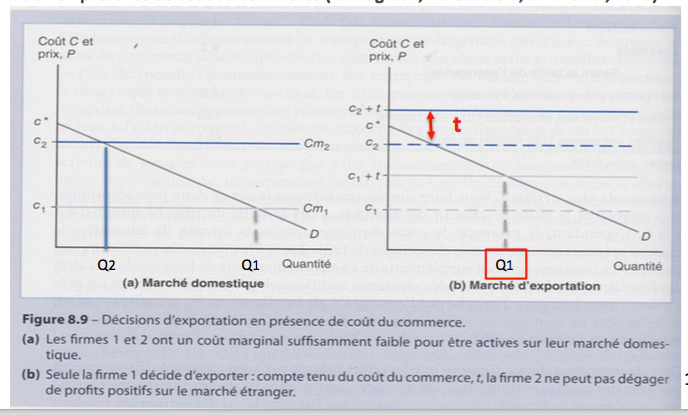 Coût C et
prix, P
c*
c2
c1
Cm2
Cm1
D
Q2
Q1
Quantité
(a) Marché domestique
Coût C et
prix, P
c2 + t
c*
c2
c1 + t
c1
t
D
Q1
Quantité
(b) Marché d'exportation
Figure 8.9 – Décisions d'exportation en présence de coût du commerce.
(a) Les firmes 1 et 2 ont un coût marginal suffisamment faible pour être actives sur leur marché domes-
tique.
(b) Seule la firme 1 décide d'exporter : compte tenu du coût du commerce, t, la firme 2 ne peut pas dégager
de profits positifs sur le marché étranger.